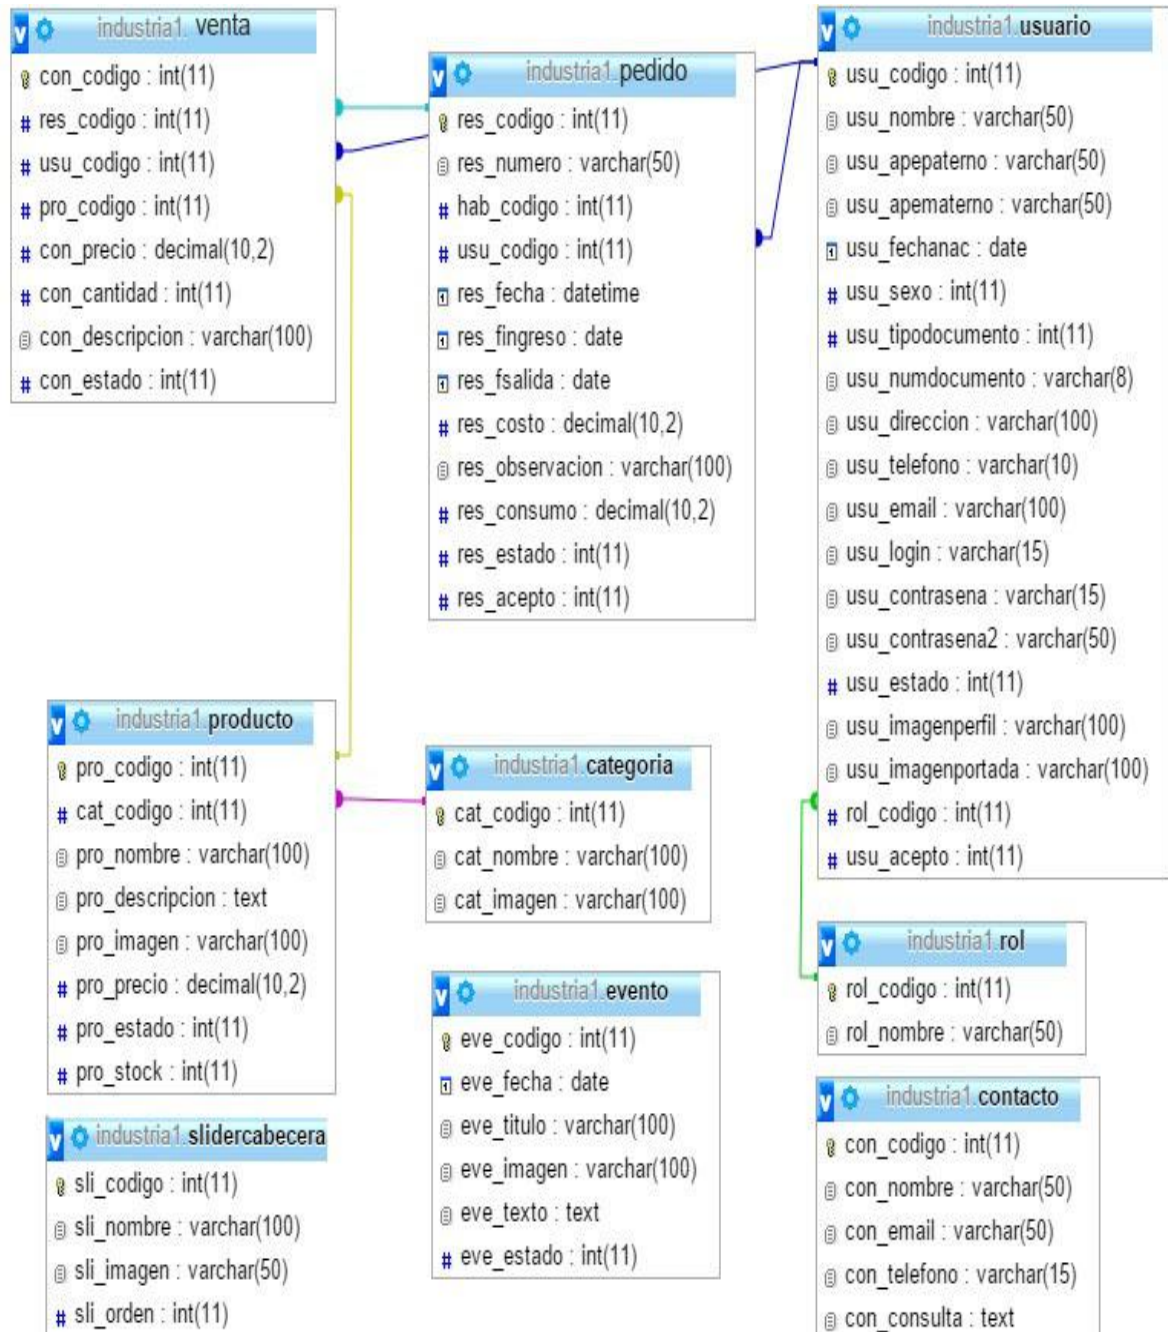 industria1. venta
con_codigo : int(11)
res_codigo : int(11)
usu_codigo : int(11)
pro_codigo : int(11)
con_precio : decimal(10,2)
con_cantidad : int(11)
con_descripcion : varchar(100)
con_estado : int(11)
industria1.pedido
res_codigo : int(11)
res_numero : varchar(50)
hab_codigo : int(11)
usu_codigo : int(11)
res_fecha : datetime
res_fingreso : date
res_fsalida : date
res_costo : decimal(10,2)
res_observacion : varchar(100)
res_consumo : decimal(10,2)
res_estado : int(11)
res_acepto : int(11)
industria1.usuario
usu_codigo : int(11)
usu_nombre : varchar(50)
usu_apepaterno : varchar(50)
usu_apematerno : varchar(50)
usu_fechanac : date
usu_sexo : int(11)
usu_tipodocumento : int(11)
usu_numdocumento : varchar(8)
usu_direccion : varchar(100)
usu_telefono : varchar(10)
usu_email : varchar(100)
usu_login : varchar(15)
usu_contrasena : varchar(15)
usu_contrasena2 : varchar(50)
usu_estado : int(11)
usu_imagenperfil : varchar(100)
usu_imagenportada : varchar(100)
rol_codigo : int(11)
usu_acepto : int(11)
industria1.producto
pro_codigo : int(11)
cat_codigo : int(11)
pro_nombre : varchar(100)
pro_descripcion : text
pro_imagen : varchar(100)
pro_precio : decimal(10,2)
pro_estado : int(11)
pro_stock : int(11)
industria1.categoria
cat_codigo : int(11)
cat_nombre : varchar(100)
cat_imagen : varchar(100)
industria1.rol
rol_codigo : int(11)
rol_nombre : varchar(50)
industria1.evento
eve_codigo : int(11)
eve_fecha : date
eve_titulo : varchar(100)
eve_imagen : varchar(100)
eve_texto : text
eve_estado : int(11)
industria1.slidercabecera
sli_codigo : int(11)
sli_nombre : varchar(100)
sli_imagen : varchar(50)
sli_orden : int(11)
industria1.contacto
con_codigo : int(11)
con_nombre : varchar(50)
con_email : varchar(50)
con_telefono : varchar(15)
con_consulta : text